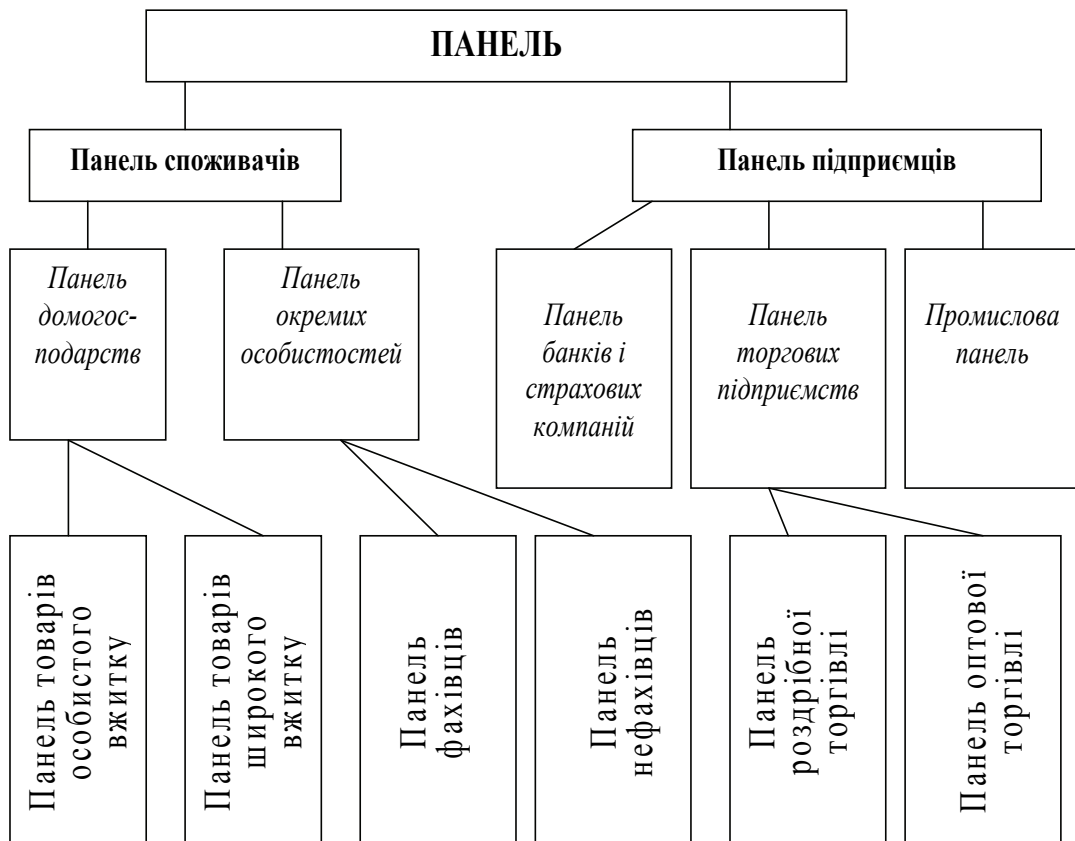 ПАНЕЛЬ
Панель споживачів
Панель підприємців
Панель
домогос-
подарств
Панель
окремих
особистостей
Панель
банків і
страхових
компаній
Панель
торгових
підприємств
Промислова
панель
Панель товарів
особистого
вжитку
Панель товарів
широкого
вжитку
Панель
фахівців
Панель
нефахівців
Панель
роздрібної
торгівлі
Панель оптової
торгівлі